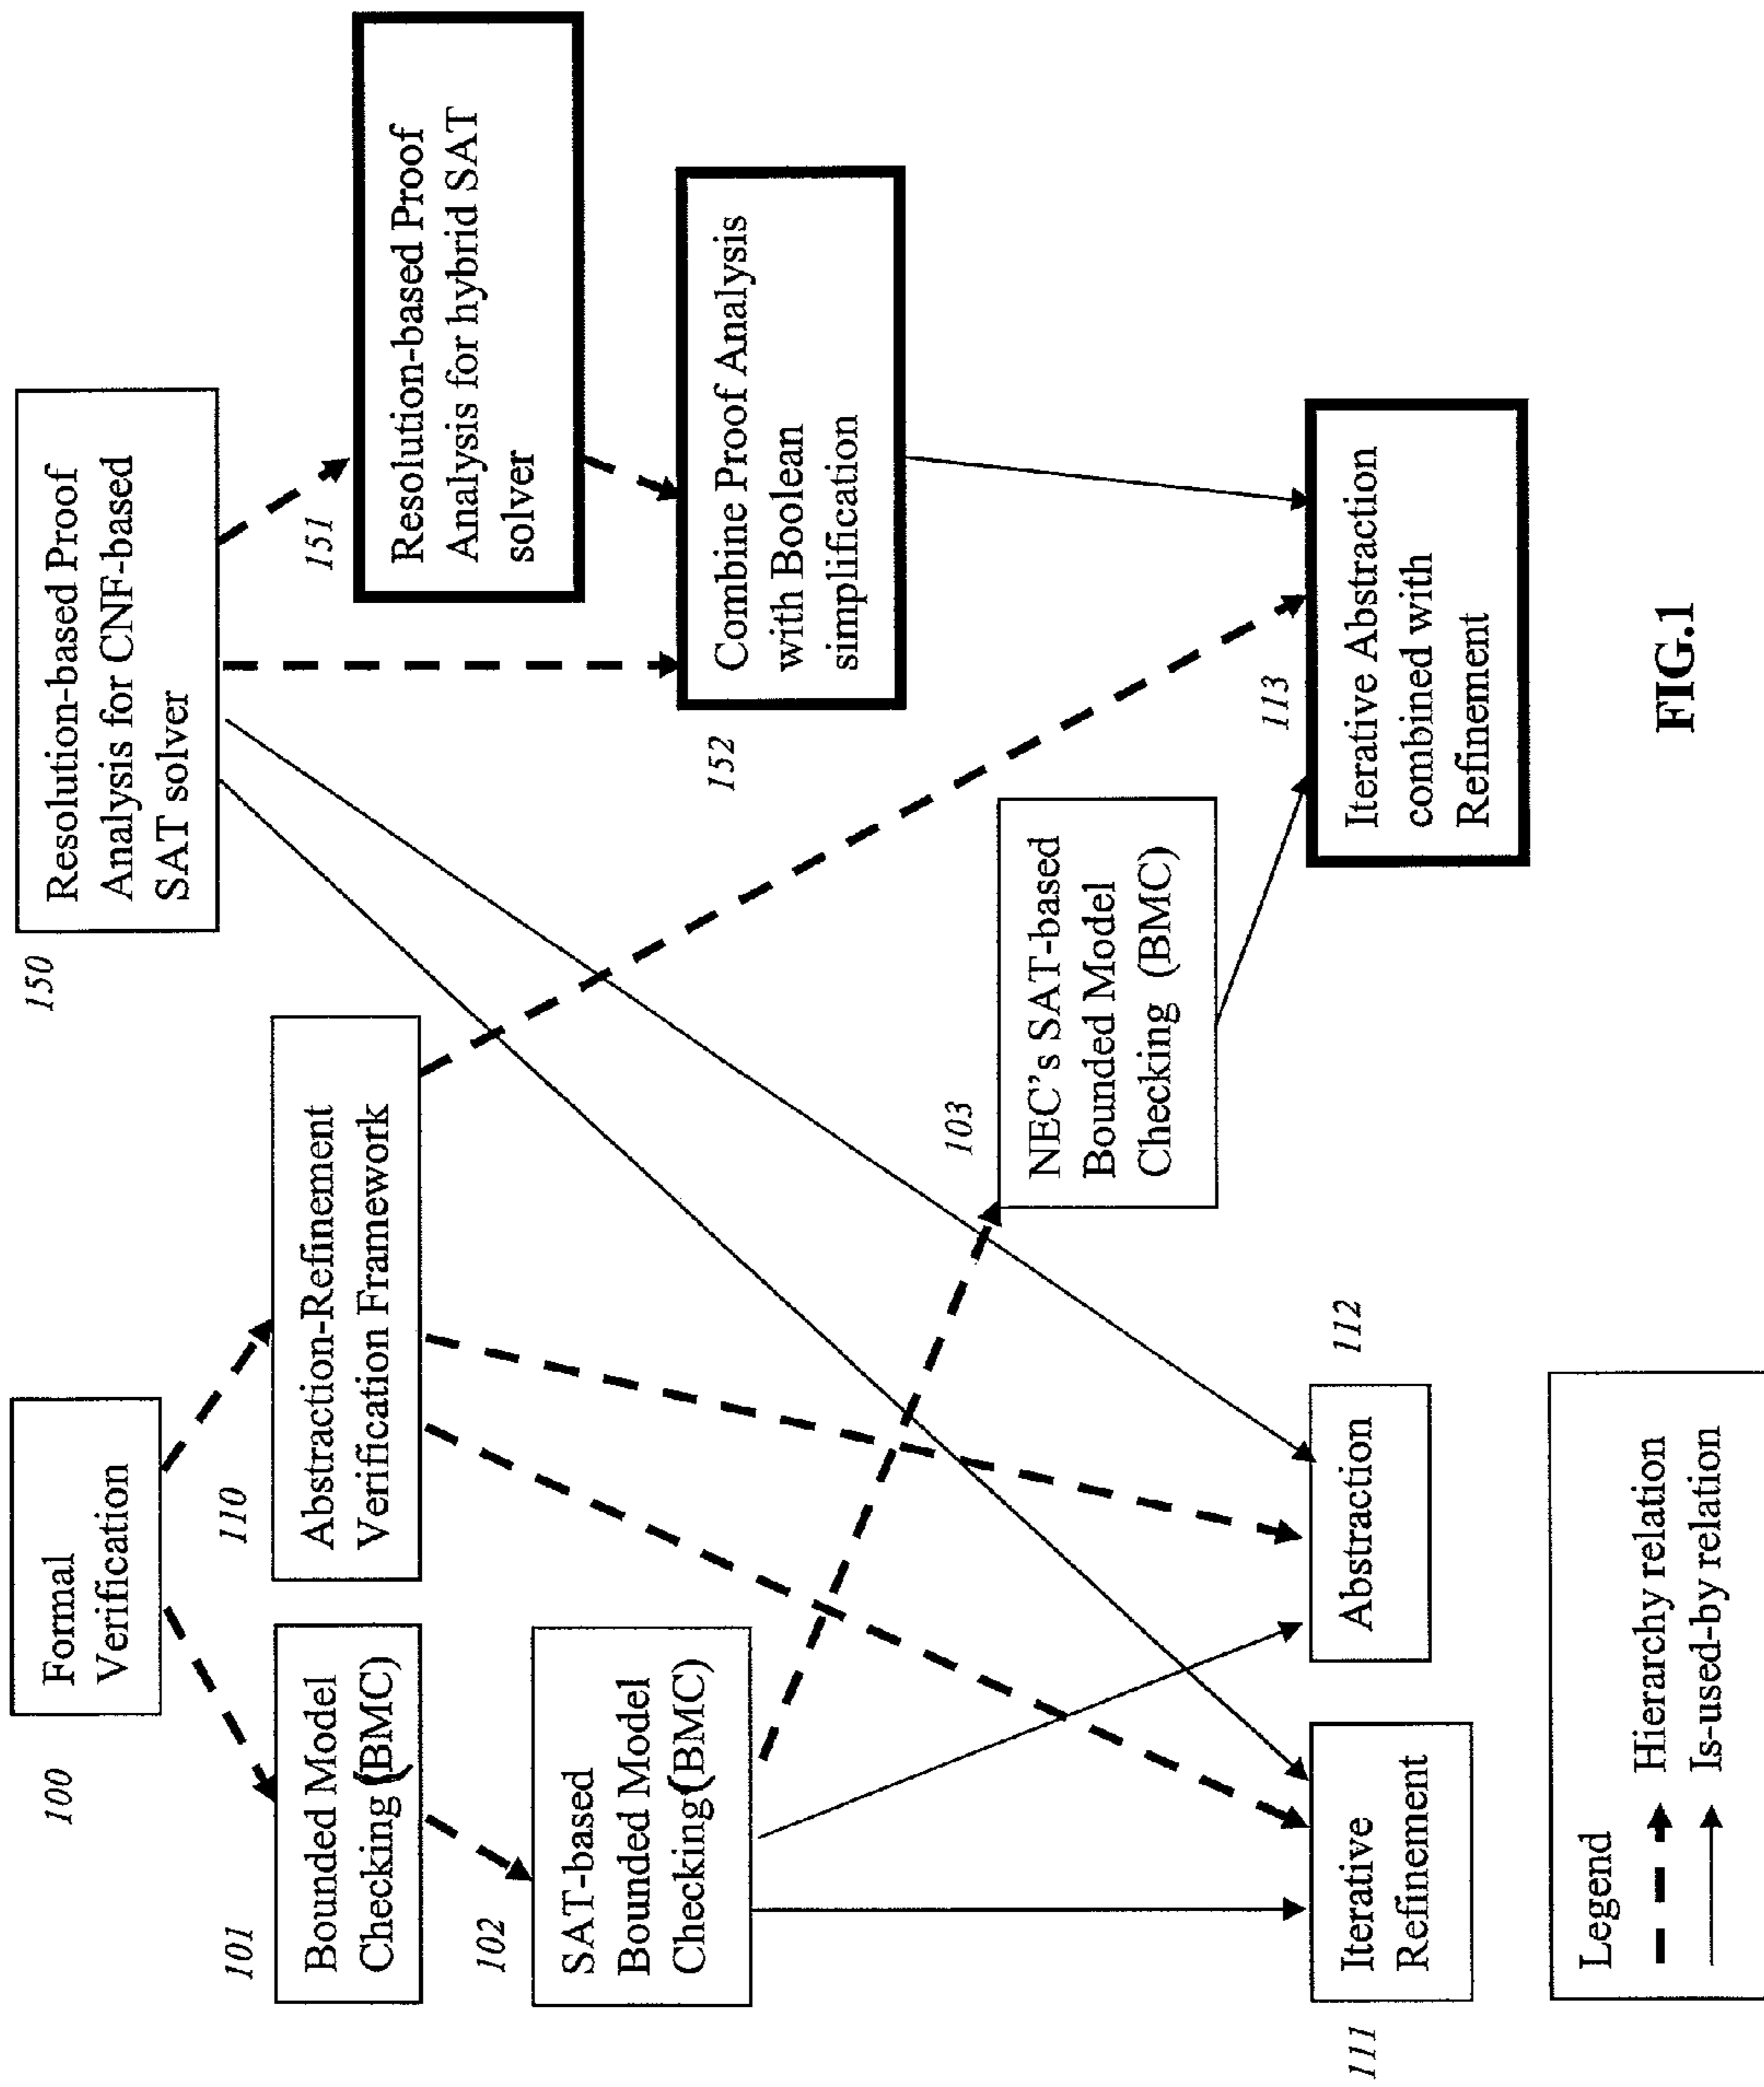 100
Formal
Verification
150
Resolution-based Proof
Analysis for CNF-based
SAT solver
101
Bounded Model
Checking (BMC)
110
Abstraction-Refinement
Verification Framework
151
Resolution-based Proof
Analysis for hybrid SAT
solver
102
SAT-based
Bounded Model
Checking(BMC)
152
Combine Proof Analysis
with Boolean
simplification
103
NEC's SAT-based
Bounded Model
Checking (BMC)
111
Iterative
Refinement
112
Abstraction
113
Iterative Abstraction
combined with
Refinement
Legend
Hierarchy relation
Is-used-by relation
FIG.1